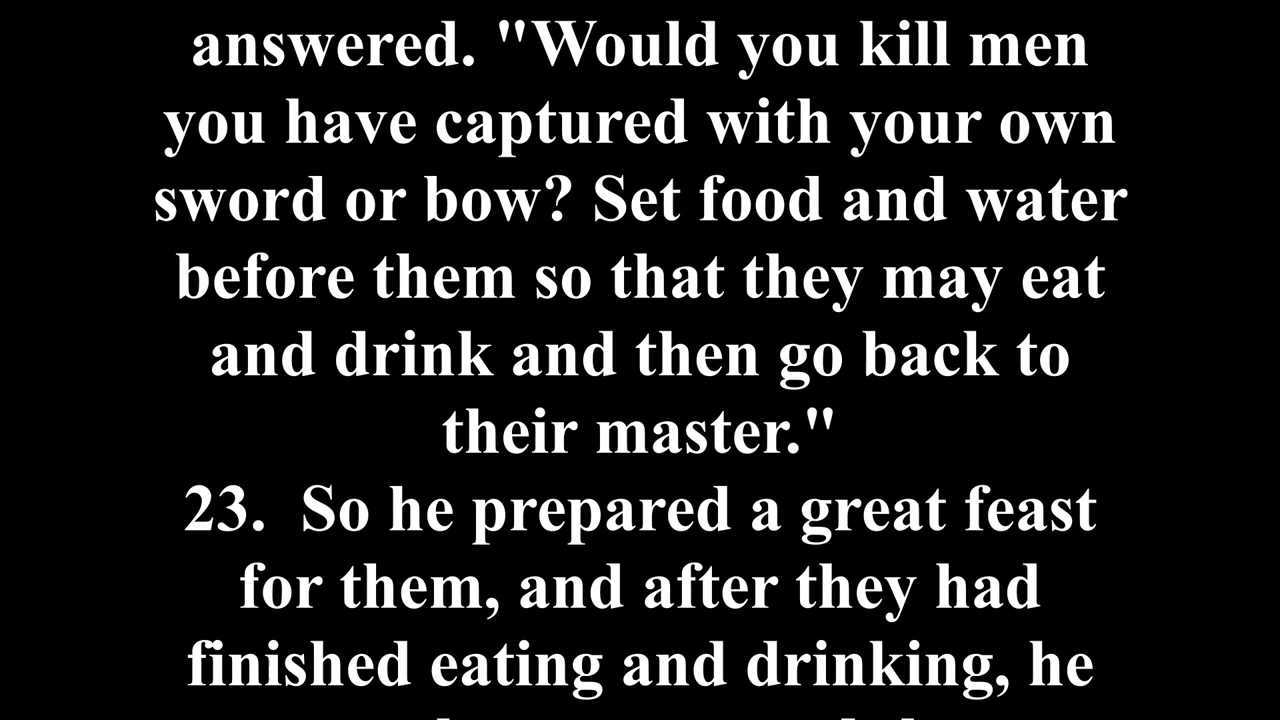 answered. "Would you kill men
you have captured with your own
sword or bow? Set food and water
before them so that they may eat
and drink and then go back to
their master."
23.  So he prepared a great feast
for them, and after they had
finished eating and drinking, he